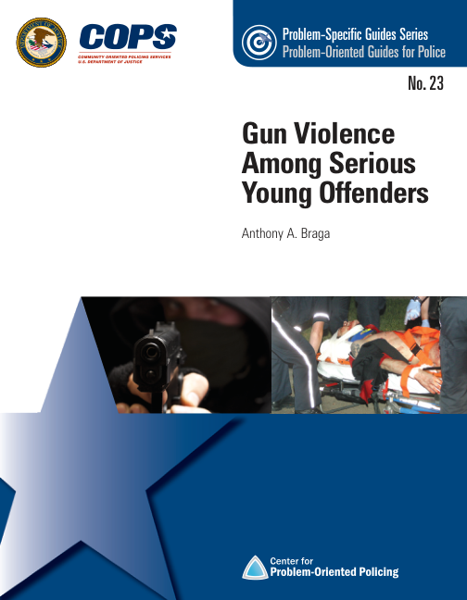 COPS
COMMUNITY ORIENTED POLICING SERVICES
U.S. DEPARTMENT OF JUSTICE
Problem-Specific Guides Series
Problem-Oriented Guides for Police
No. 23
Gun Violence
Among Serious
Young Offenders
Anthony A. Braga
Center for
Problem-Oriented Policing